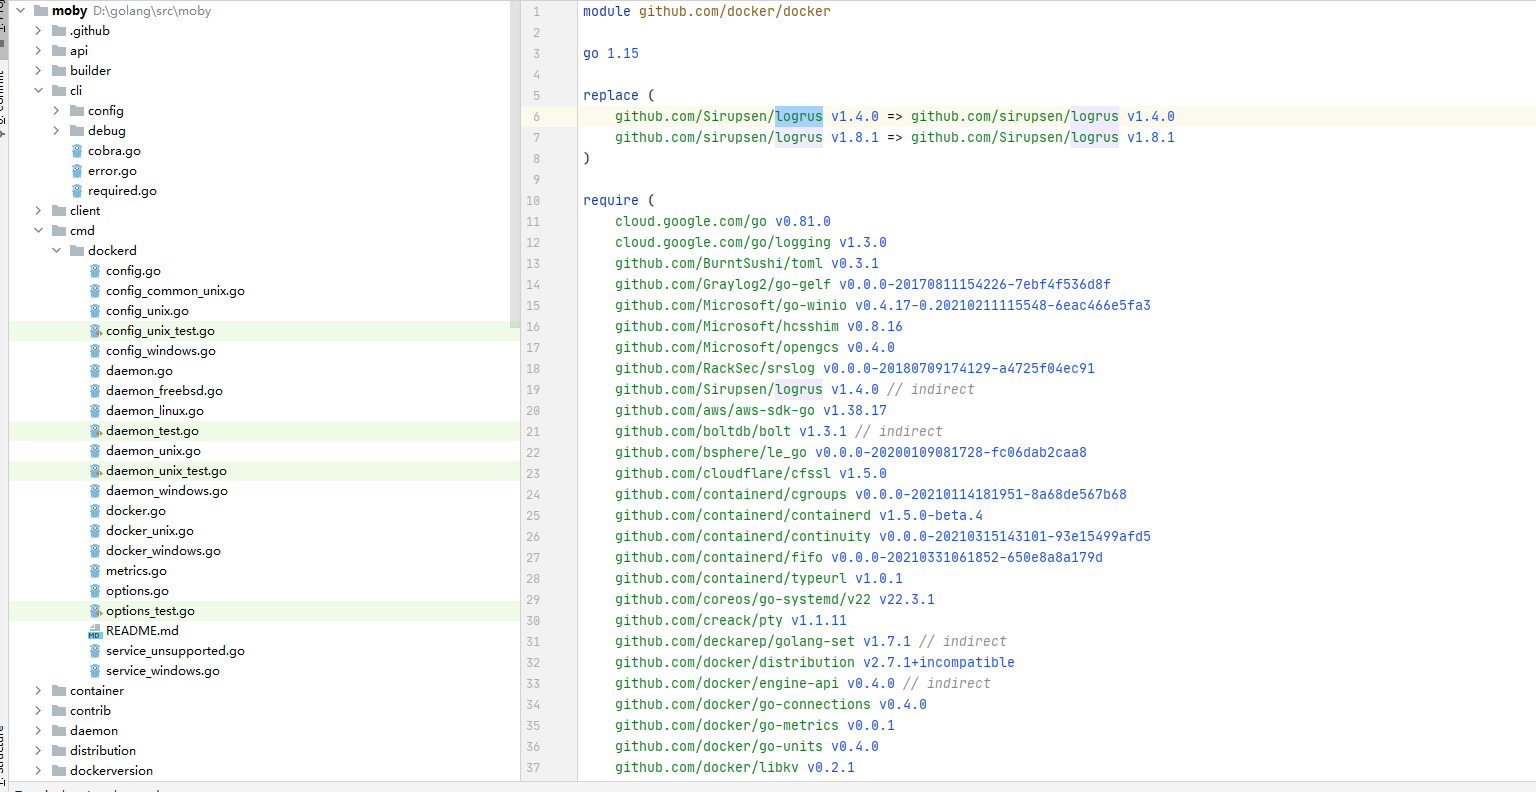 moby D:\golang\src\moby
.github
api
builder
cli
config
debug
cobra.go
error.go
required.go
client
cmd
dockerd
config.go
config_common_unix.go
config_unix.go
config_unix_test.go
config_windows.go
daemon.go
daemon_freebsd.go
daemon_linux.go
daemon_test.go
daemon_unix.go
daemon_unix_test.go
daemon_windows.go
docker.go
docker_unix.go
docker_windows.go
metrics.go
options.go
options_test.go
README.md
service_unsupported.go
service_windows.go
container
contrib
daemon
distribution
dockerversion
1 module github.com/docker/docker
2
3 go 1.15
4
5 replace (
6 github.com/Sirupsen/logrus v1.4.0 => github.com/sirupsen/logrus v1.4.0
7 github.com/sirupsen/logrus v1.8.1 => github.com/Sirupsen/logrus v1.8.1
8 )
9
10 require (
11 cloud.google.com/go v0.81.0
12 cloud.google.com/go/logging v1.3.0
13 github.com/BurntSushi/toml v0.3.1
14 github.com/Graylog2/go-gelf v0.0.0-20170811154226-7ebf4f536d8f
15 github.com/Microsoft/go-winio v0.4.17-0.20210211115548-6eac466e5fa3
16 github.com/Microsoft/hcsshim v0.8.16
17 github.com/Microsoft/opengcs v0.4.0
18 github.com/RackSec/srslog v0.0.0-20180709174129-a4725f04ec91
19 github.com/Sirupsen/logrus v1.4.0 // indirect
20 github.com/aws/aws-sdk-go v1.38.17
21 github.com/boltdb/bolt v1.3.1 // indirect
22 github.com/bsphere/le_go v0.0.0-20200109081728-fc06dab2caa8
23 github.com/cloudflare/cfssl v1.5.0
24 github.com/containerd/cgroups v0.0.0-20210114181951-8a68de567b68
25 github.com/containerd/containerd v1.5.0-beta.4
26 github.com/containerd/continuity v0.0.0-20210315143101-93e15499afd5
27 github.com/containerd/fifo v0.0.0-20210331061852-650e8a8a179d
28 github.com/containerd/typeurl v1.0.1
29 github.com/coreos/go-systemd/v22 v22.3.1
30 github.com/creack/pty v1.1.11
31 github.com/deckarep/golang-set v1.7.1 // indirect
32 github.com/docker/distribution v2.7.1+incompatible
33 github.com/docker/engine-api v0.4.0 // indirect
34 github.com/docker/go-connections v0.4.0
35 github.com/docker/go-metrics v0.0.1
36 github.com/docker/go-units v0.4.0
37 github.com/docker/libkv v0.2.1